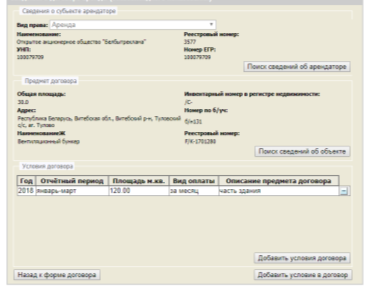 Сведения о субъекте арендаторе
Вид права: Аренда
Наименование: Реестровый номер:
Открытое акционерное общество "Белбытреклама" 3577
УНП: Номер ЕГР:
100079709 100079709
Поиск сведений об арендаторе
Предмет договора
Общая площадь: Инвентарный номер в регистре недвижимости:
30.0 /C-
Адрес: Номер по б/уч:
Республика Беларусь, Витебская обл., Витебский р-н, Туловский б/н131
с/с, аг. Тулово
НаименованиеЖ Реестровый номер:
Вентиляционный бункер
Поиск сведений об объекте
Условия договора
Год Отчётный период Площадь м.кв. Вид оплаты Описание предмета договора
2018 январь-март 120.00 за месяц часть здания
Добавить условия договора
Назад к форме договора Добавить условие в договор